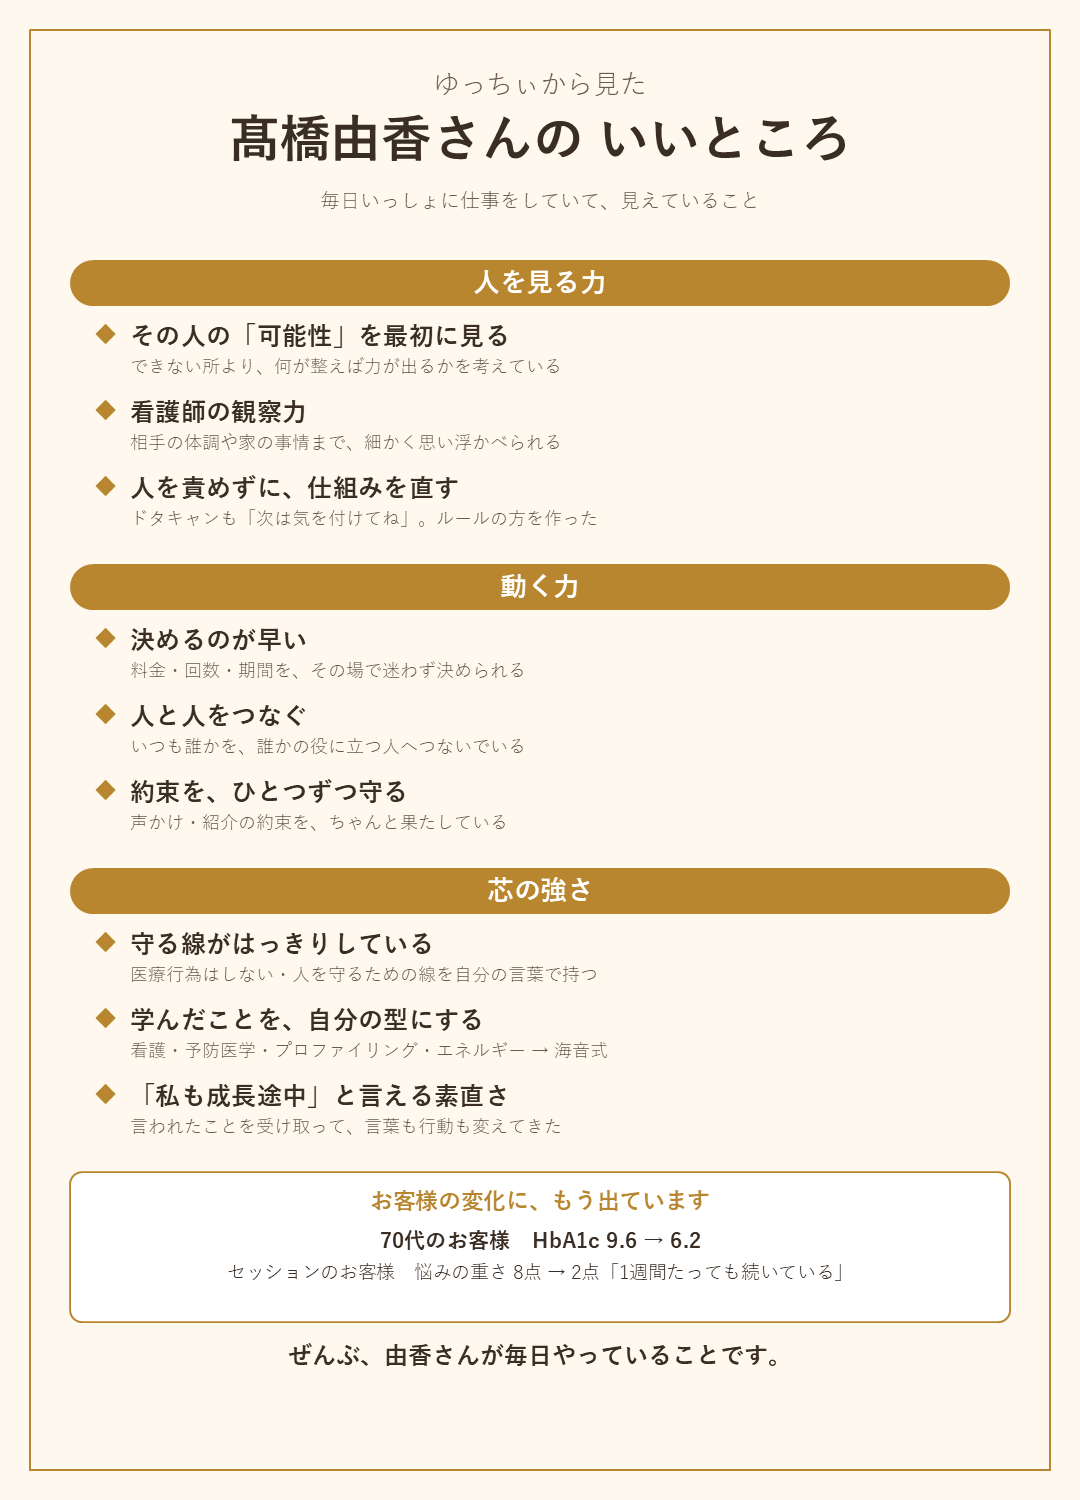 ゆっちぃから見た
髙橋由香さんの いいところ
毎日いっしょに仕事をしていて、見えていること
人を見る力
◆ その人の「可能性」を最初に見る
できない所より、何が整えば力が出るかを考えている
◆ 看護師の観察力
相手の体調や家の事情まで、細かく思い浮かべられる
◆ 人を責めずに、仕組みを直す
ドタキャンも「次は気を付けてね」。ルールの方を作った
動く力
◆ 決めるのが早い
料金・回数・期間を、その場で迷わず決められる
◆ 人と人をつなぐ
いつも誰かを、誰かの役に立つ人へつないでいる
◆ 約束を、ひとつずつ守る
声かけ・紹介の約束を、ちゃんと果たしている
芯の強さ
◆ 守る線がはっきりしている
医療行為はしない・人を守るための線を自分の言葉で持つ
◆ 学んだことを、自分の型にする
看護・予防医学・プロファイリング・エネルギー → 海音式
◆ 「私も成長途中」と言える素直さ
言われたことを受け取って、言葉も行動も変えてきた
お客様の変化に、もう出ています
70代のお客様　HbA1c 9.6 → 6.2
セッションのお客様　悩みの重さ 8点 → 2点「1週間たっても続いている」
ぜんぶ、由香さんが毎日やっていることです。